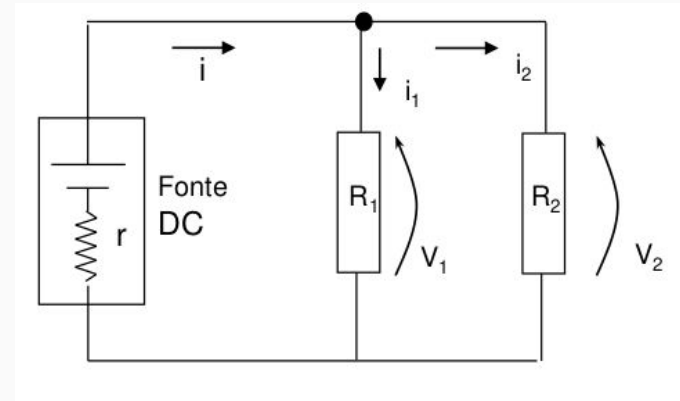 i
i₂
i₁
Fonte
DC
r
R₁
V₁
R₂
V₂